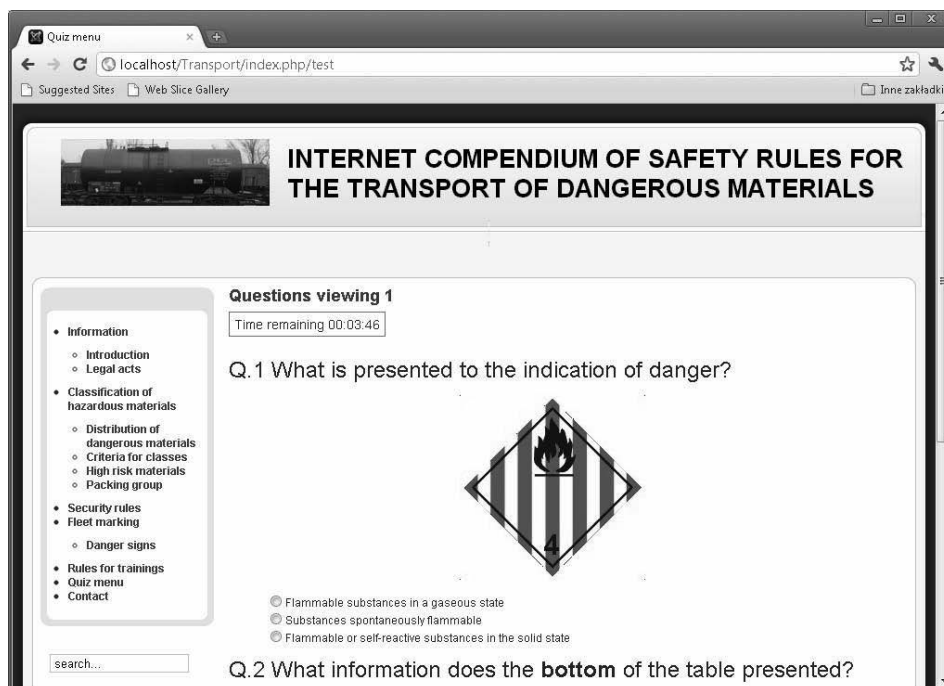 Quiz menu
localhost/Transport/index.php/test
Suggested Sites Web Slice Gallery Inne zakładki
INTERNET COMPENDIUM OF SAFETY RULES FOR
THE TRANSPORT OF DANGEROUS MATERIALS
Questions viewing 1
Time remaining 00:03:46
Information
Introduction
Legal acts
Classification of
hazardous materials
Distribution of
dangerous materials
Criteria for classes
High risk materials
Packing group
Security rules
Fleet marking
Danger signs
Rules for trainings
Quiz menu
Contact
search...
Q.1 What is presented to the indication of danger?
4
Flammable substances in a gaseous state
Substances spontaneously flammable
Flammable or self-reactive substances in the solid state
Q.2 What information does the bottom of the table presented?